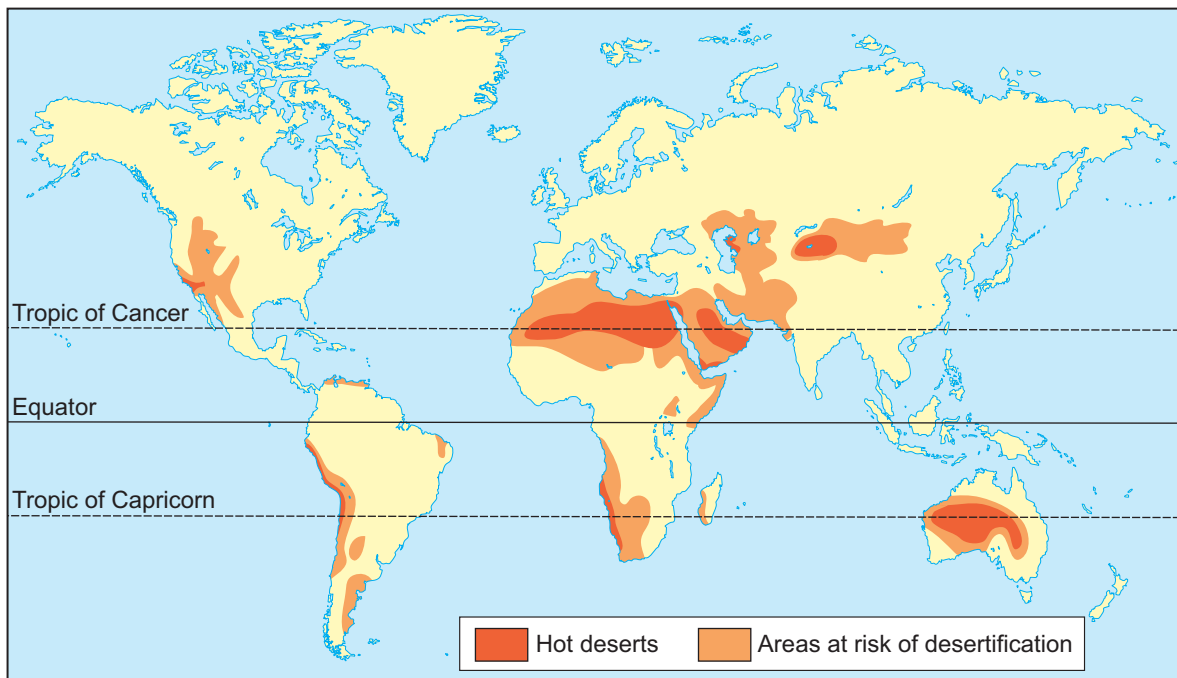 Tropic of Cancer
Equator
Tropic of Capricorn
Hot deserts
Areas at risk of desertification